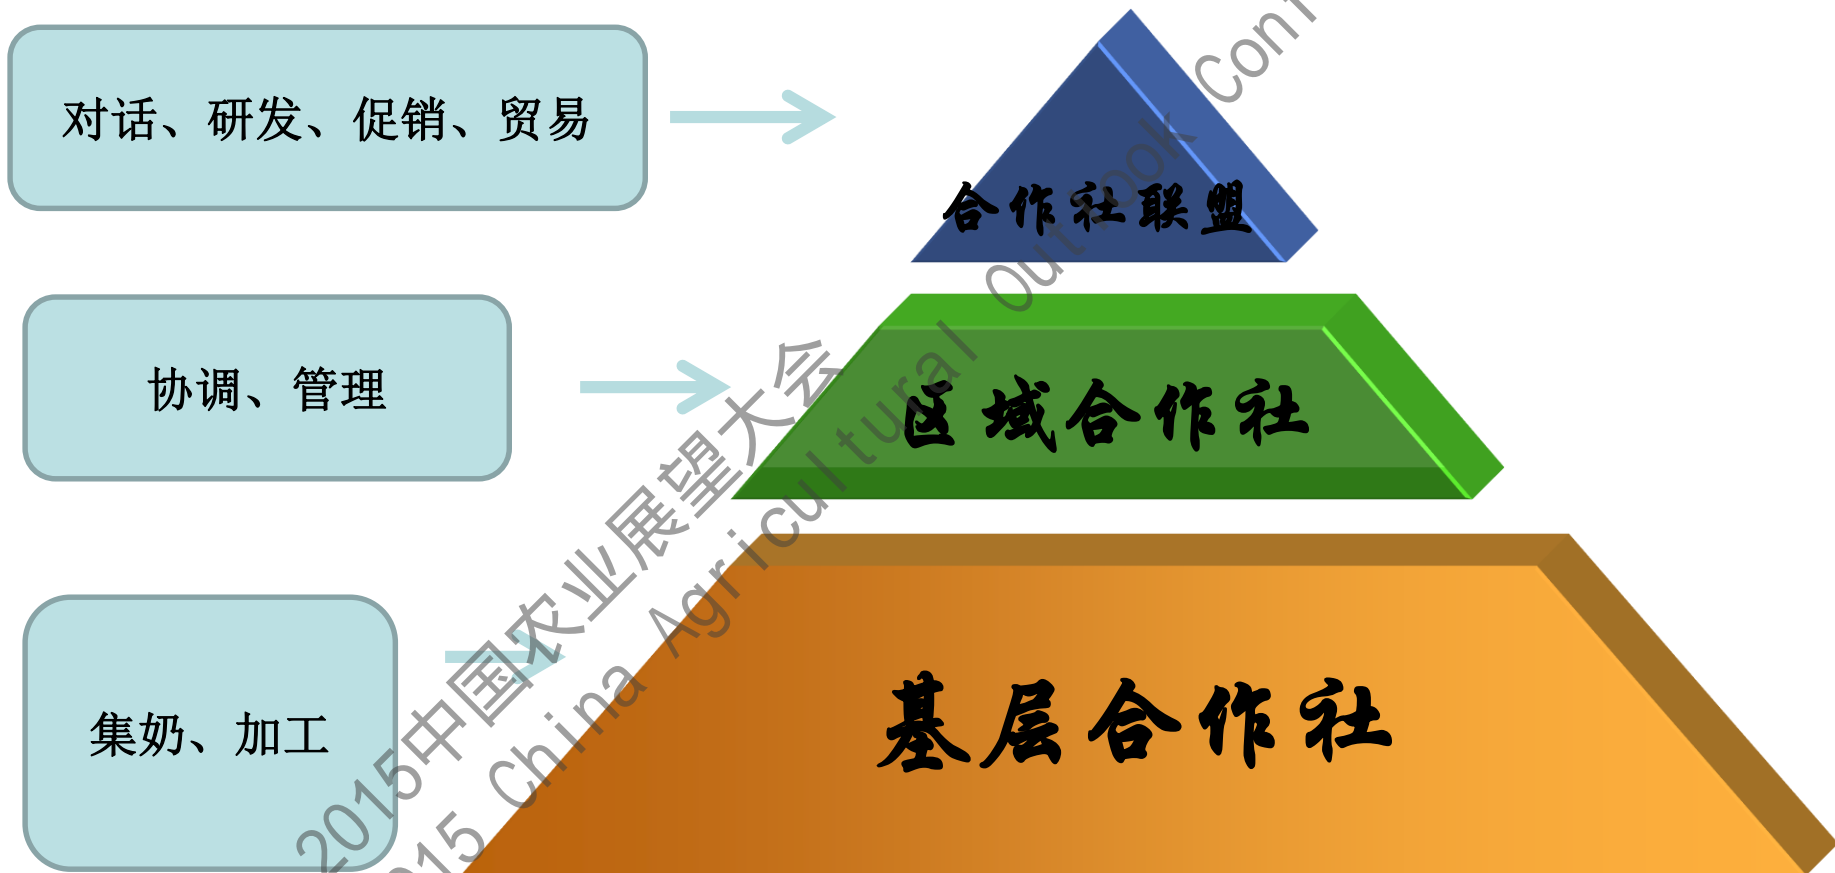 对话、研发、促销、贸易
合作社联盟
协调、管理
区域合作社
集奶、加工
基层合作社
2015中国农业展望大会
2015 China Agricultural Outlook Conf